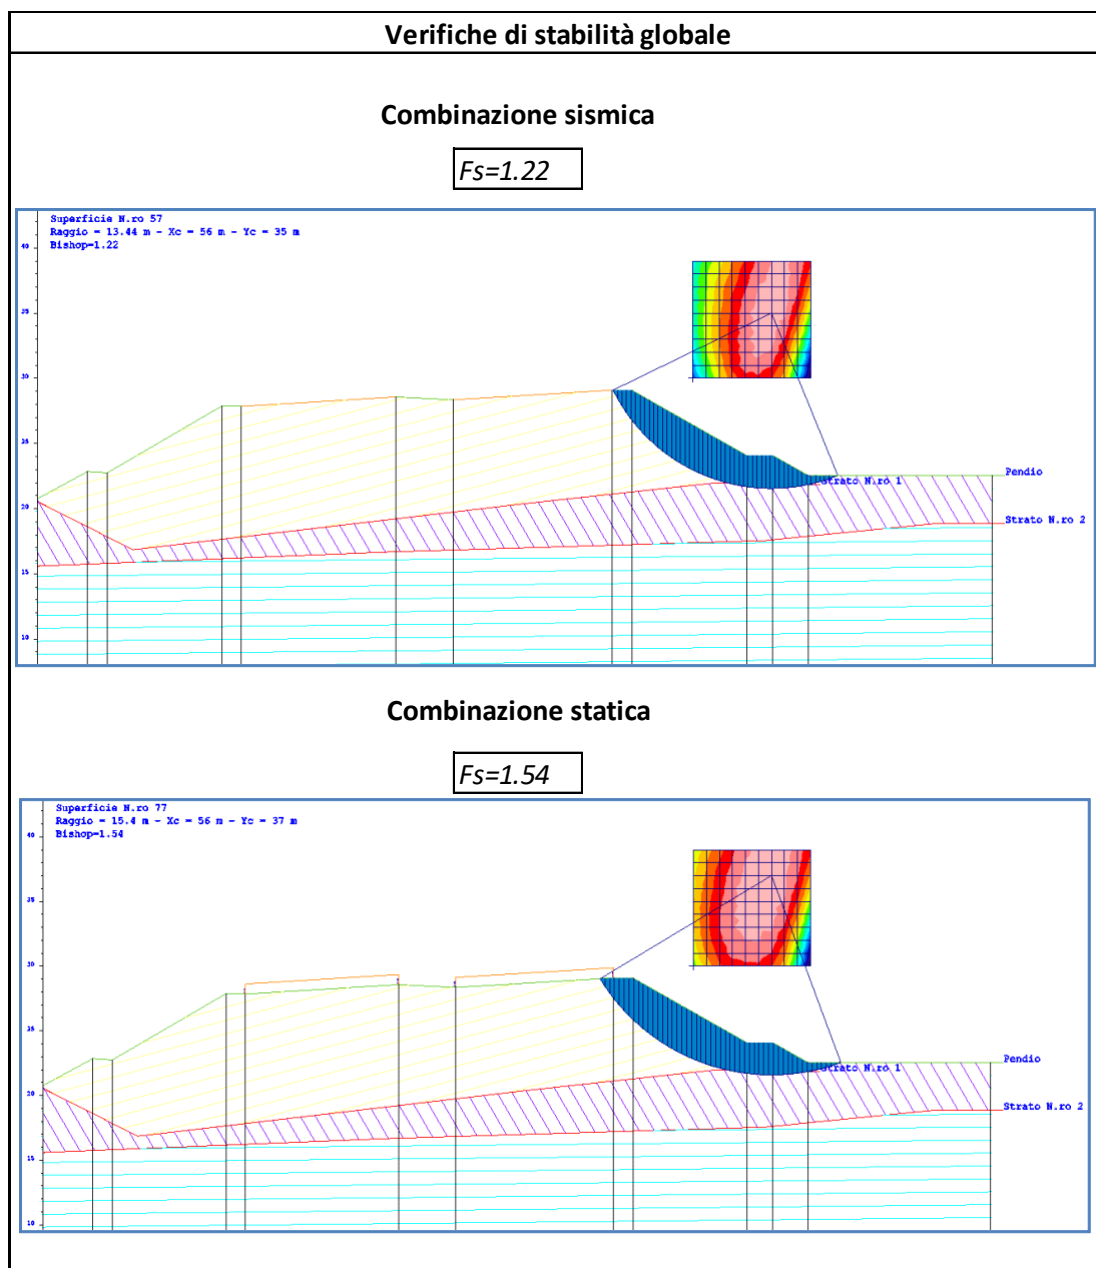 Verifiche di stabilità globale
Combinazione sismica
Fs=1.22
Superficie N.ro 57
Raggio = 13.44 m - Xc = 56 m - Yc = 35 m
Bishop=1.22
40
35
30
25
20
15
10
Pendio
Strato N.ro 1
Strato N.ro 2
Combinazione statica
Fs=1.54
Superficie N.ro 77
Raggio = 15.4 m - Xc = 56 m - Yc = 37 m
Bishop=1.54
40
35
30
25
20
15
10
Pendio
Strato N.ro 1
Strato N.ro 2